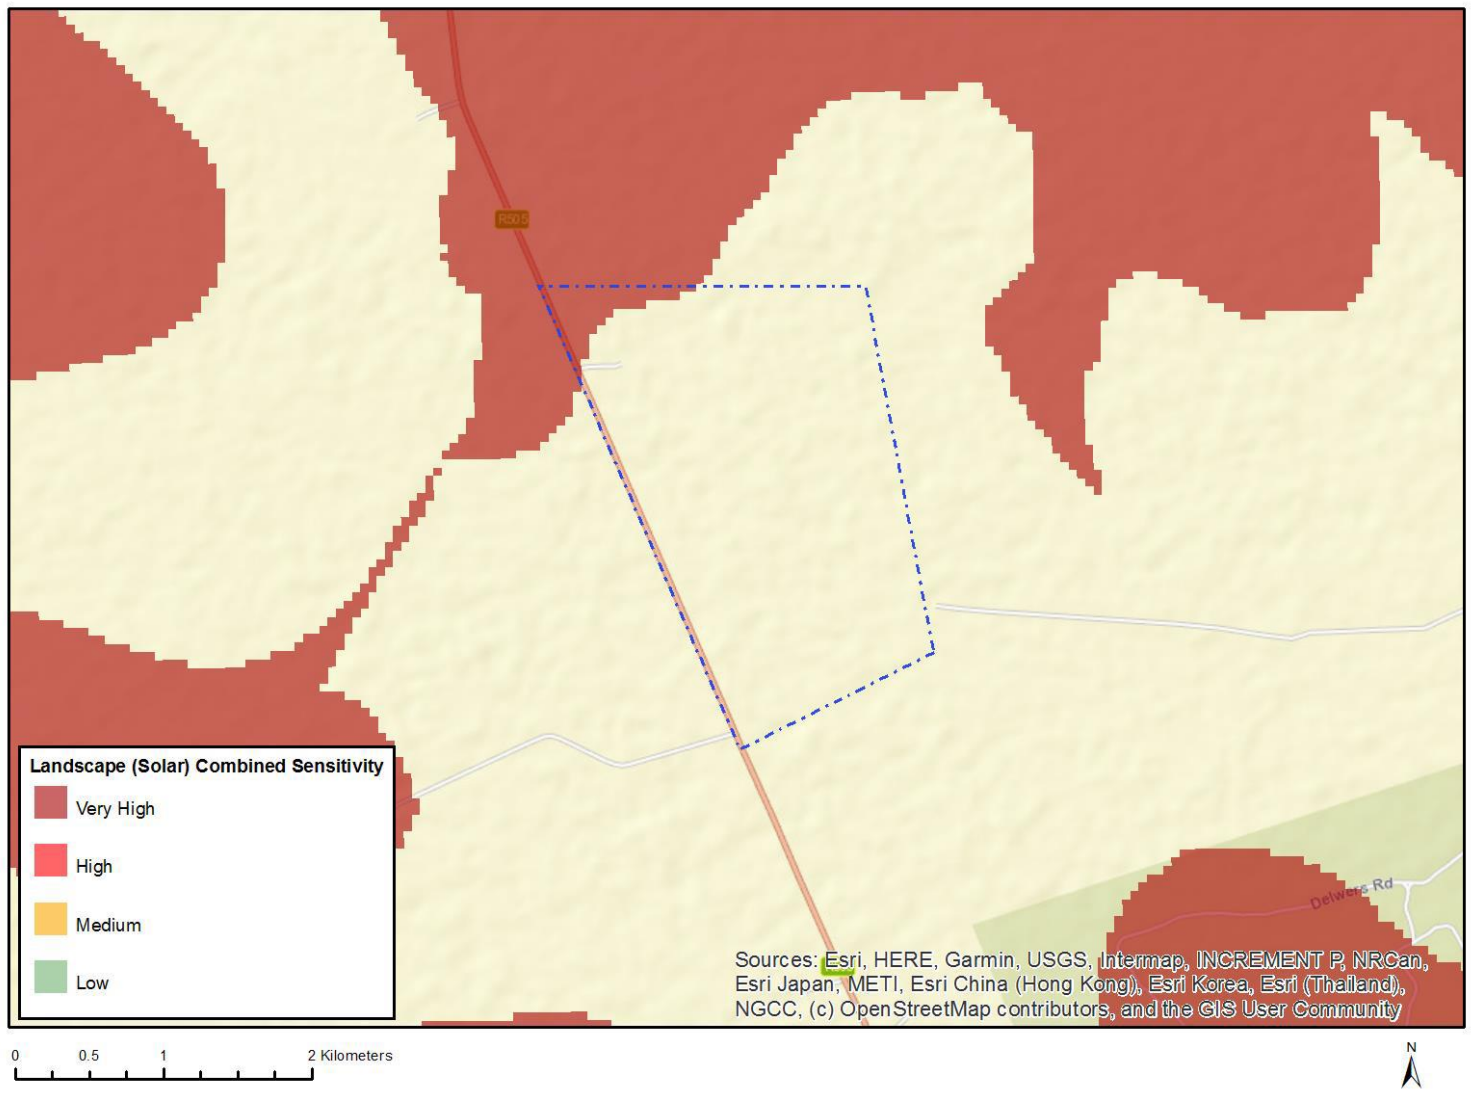 R505
Landscape (Solar) Combined Sensitivity
Very High
High
Medium
Low
Delwers Rd
Sources: Esri, HERE, Garmin, USGS, Intermap, INCREMENT P, NRCan,
Esri Japan, METI, Esri China (Hong Kong), Esri Korea, Esri (Thailand),
NGCC, (c) OpenStreetMap contributors, and the GIS User Community
0 0.5 1 2 Kilometers
N